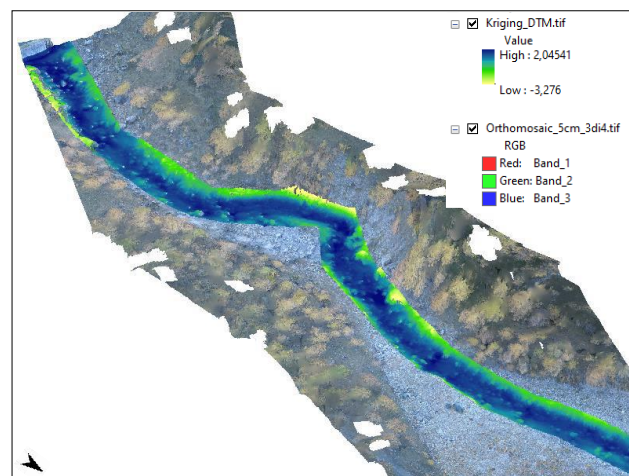 Kriging_DTM.tif
Value
High : 2,04541
Low : -3,276
Orthomosaic_5cm_3di4.tif
RGB
Red: Band_1
Green: Band_2
Blue: Band_3